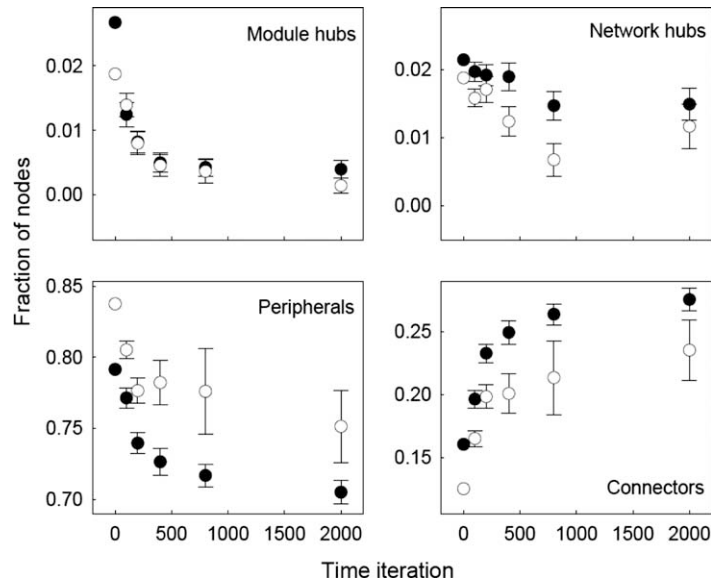 Module hubs
Network hubs
0.02
0.01
0.00
0.02
0.01
0.00
Fraction of nodes
Peripherals
0.85
0.80
0.75
0.70
0.25
0.20
0.15
Connectors
0 500 1000 1500 2000
0 500 1000 1500 2000
Time iteration